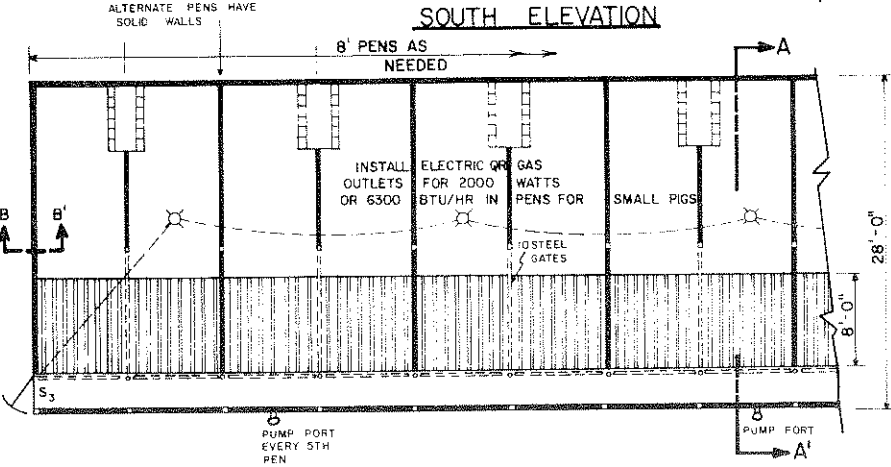 ALTERNATE PENS HAVE
SOLID WALLS
SOUTH ELEVATION
8' PENS AS
NEEDED
A
INSTALL ELECTRIC OR GAS
OUTLETS FOR 2000 WATTS
OR 6300 BTU/HR IN PENS FOR SMALL PIGS
B B'
STEEL
GATES
28'-0"
8'-0"
S3
PUMP PORT
EVERY 5TH
PEN
PUMP PORT
A'